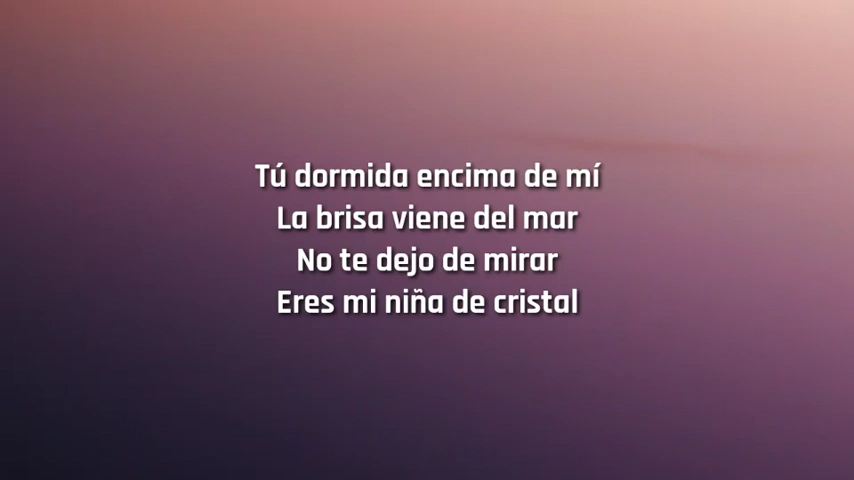 Tú dormida encima de mí
La brisa viene del mar
No te dejo de mirar
Eres mi niña de cristal